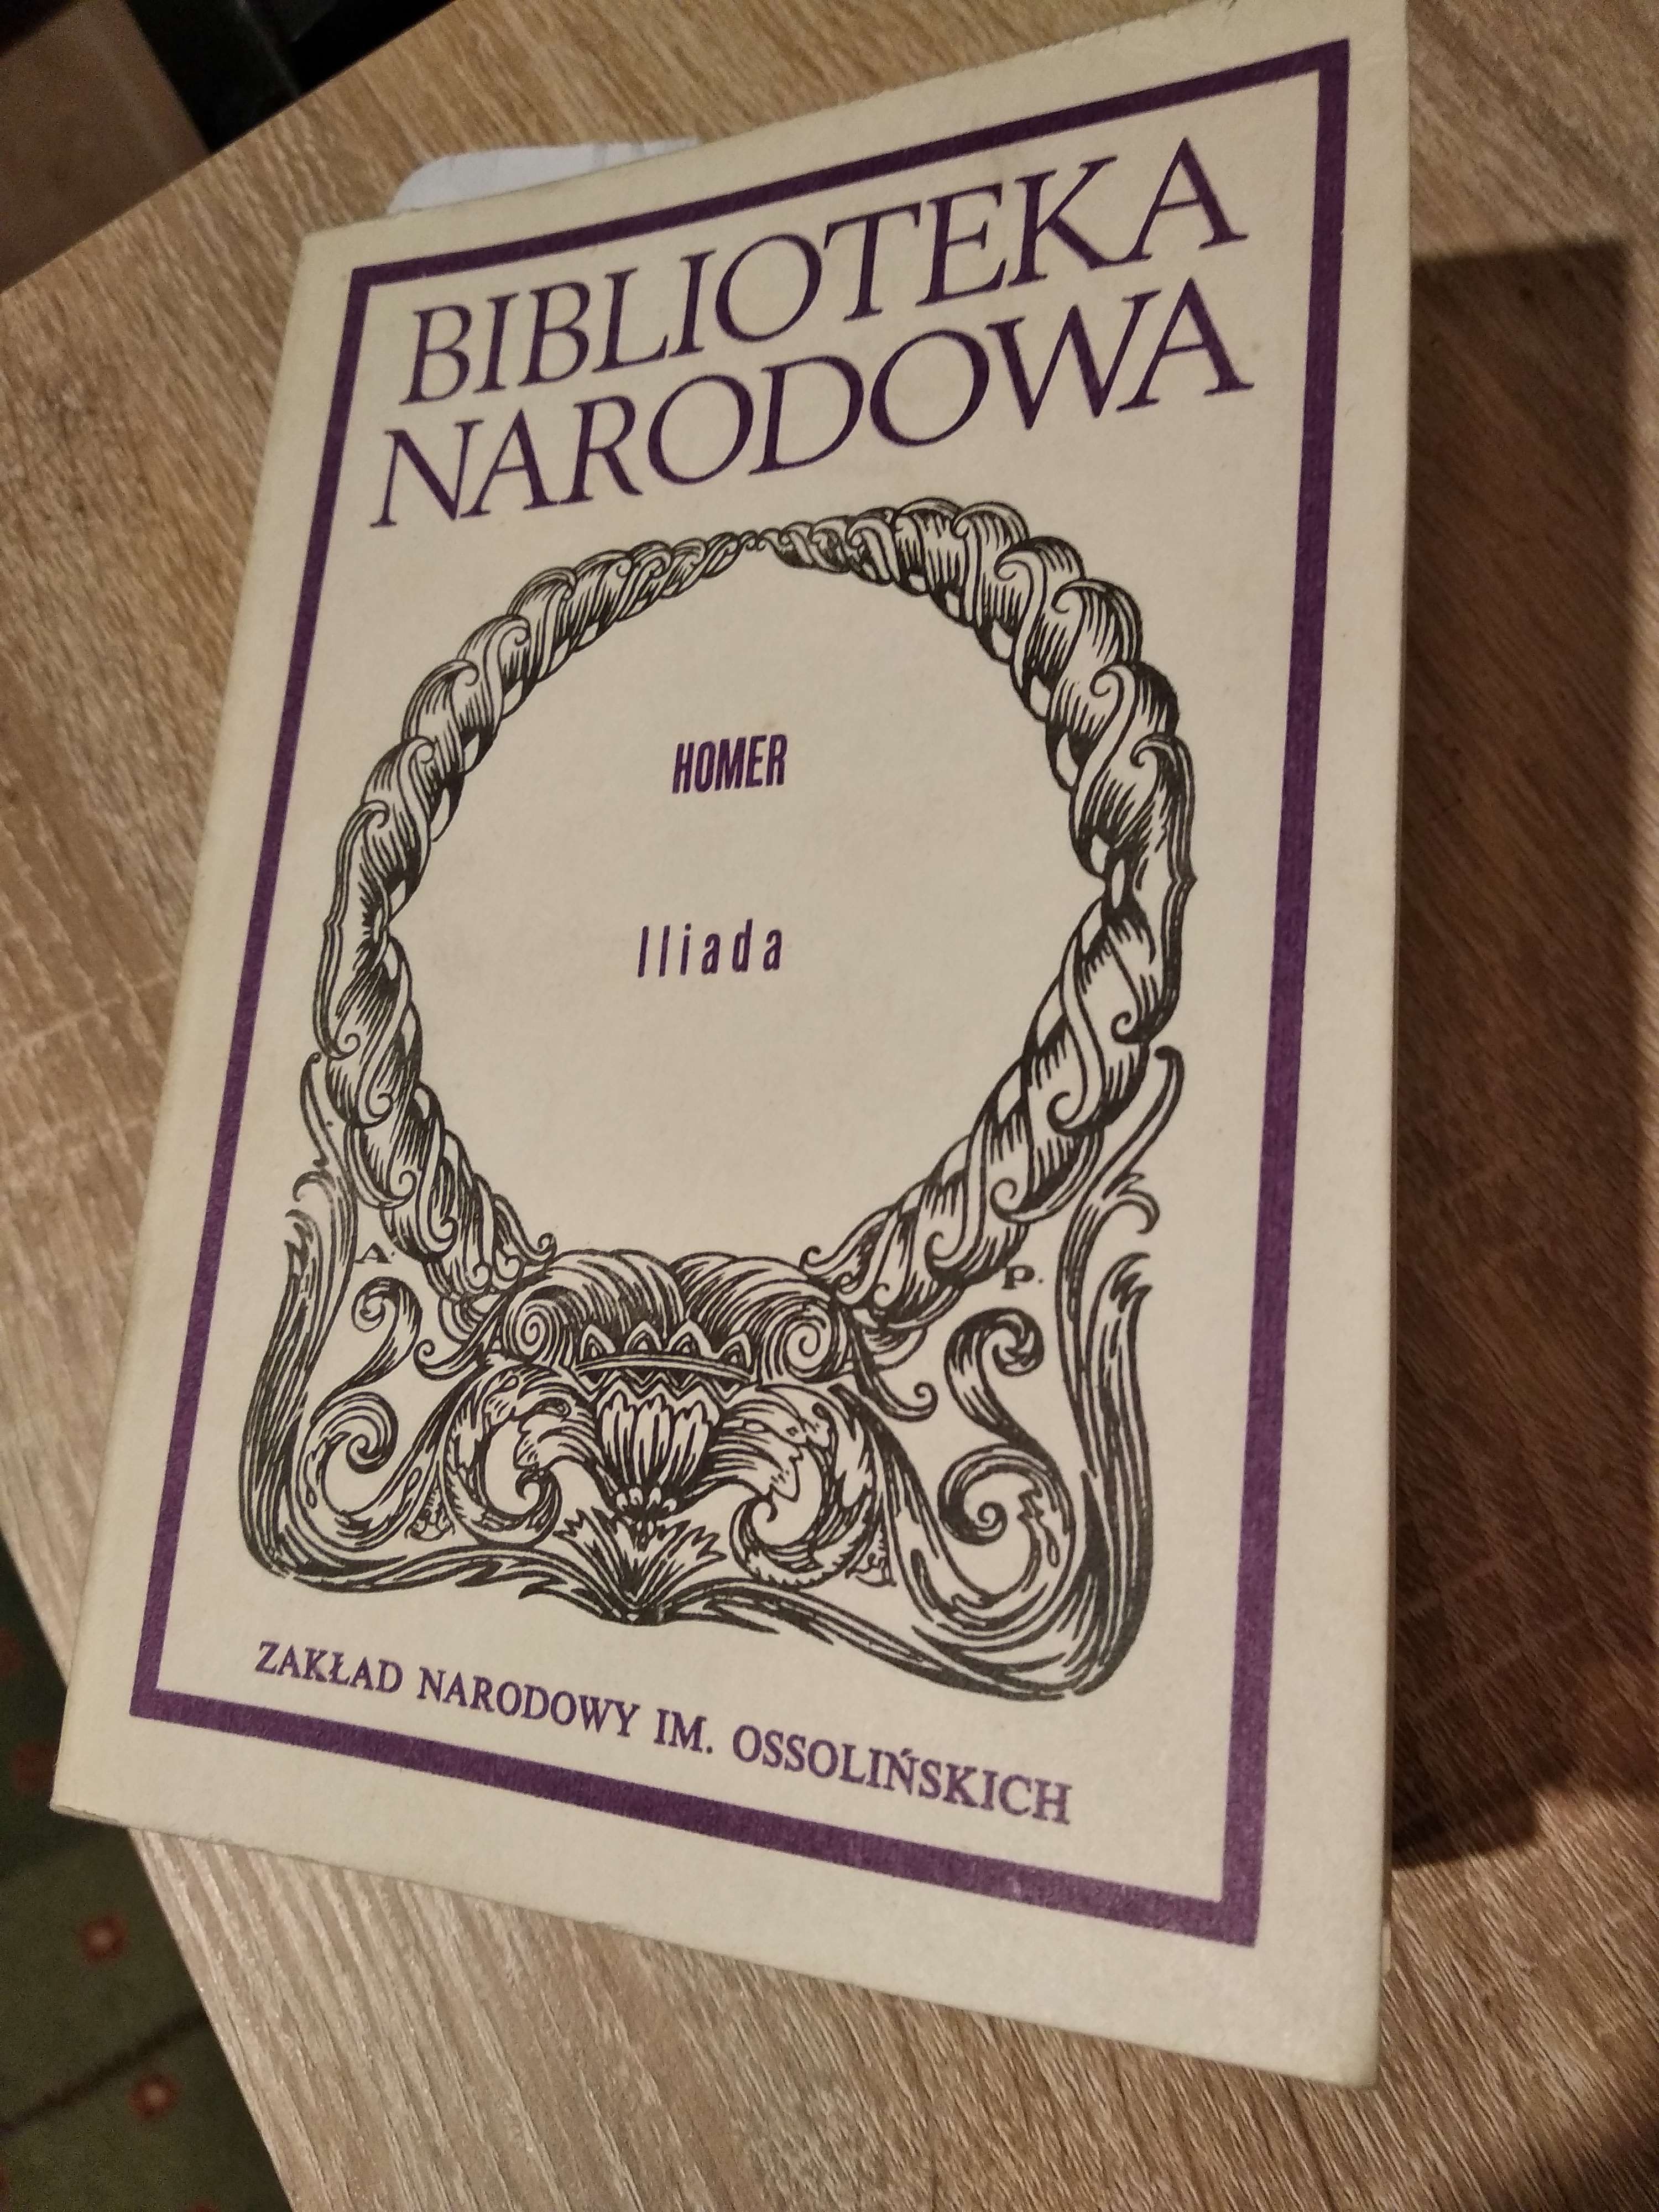 BIBLIOTEKA
NARODOWA
HOMER
Iliada
A. P.
ZAKŁAD NARODOWY IM. OSSOLIŃSKICH